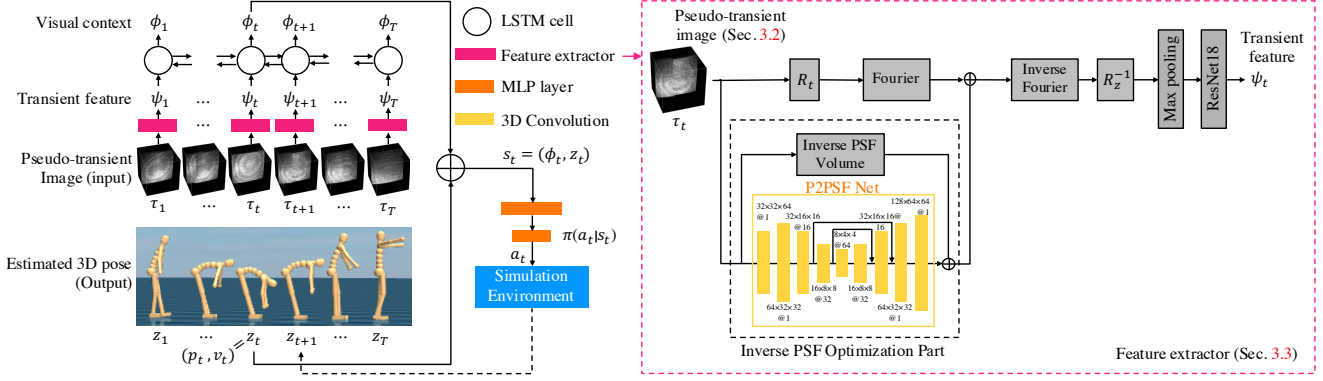 Visual context
ϕ₁
ϕₜ
ϕₜ₊₁
ϕ_T
LSTM cell
Feature extractor
MLP layer
3D Convolution
Transient feature
ψ₁
...
ψₜ
ψₜ₊₁
...
ψ_T
...
...
Pseudo-transient
Image (input)
τ₁
...
τₜ
τₜ₊₁
...
τ_T
sₜ = (ϕₜ, zₜ)
π(aₜ|sₜ)
aₜ
Simulation
Environment
Estimated 3D pose
(Output)
z₁
...
zₜ
zₜ₊₁
...
z_T
(pₜ, vₜ) =
Pseudo-transient
image (Sec. 3.2)
τₜ
Rₜ
Fourier
Inverse
Fourier
R_z⁻¹
Max pooling
ResNet18
Transient
feature
ψₜ
Inverse PSF
Volume
P2PSF Net
32×32×64
@1
64×32×32
@1
32×16×16
@16
16×8×8
@32
8×4×4
@64
16×8×8
@32
32×16×16@
16
64×32×32
@1
128×64×64
@1
Inverse PSF Optimization Part
Feature extractor (Sec. 3.3)